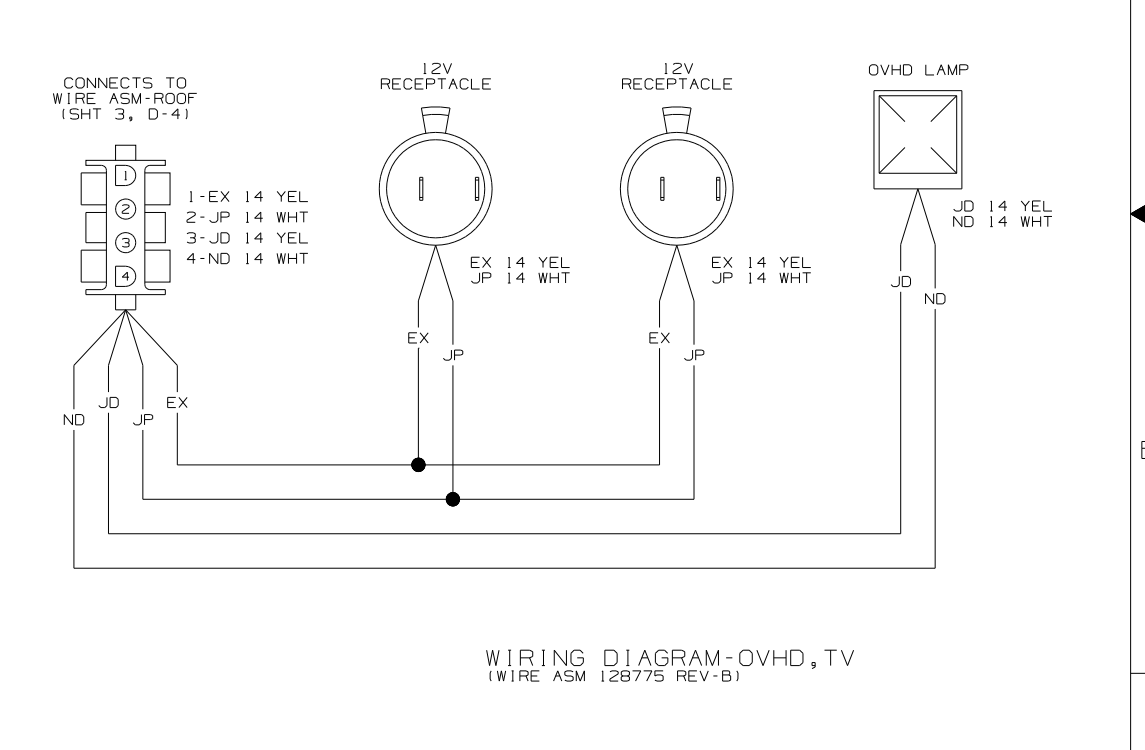 CONNECTS TO
WIRE ASM-ROOF
(SHT 3, D-4)
12V
RECEPTACLE
12V
RECEPTACLE
OVHD LAMP
1
2
3
4
1-EX 14 YEL
2-JP 14 WHT
3-JD 14 YEL
4-ND 14 WHT
EX 14 YEL
JP 14 WHT
EX 14 YEL
JP 14 WHT
JD 14 YEL
ND 14 WHT
ND
JD
JP
EX
EX
JP
EX
JP
JD
ND
WIRING DIAGRAM-OVHD,TV
(WIRE ASM 128775 REV-B)